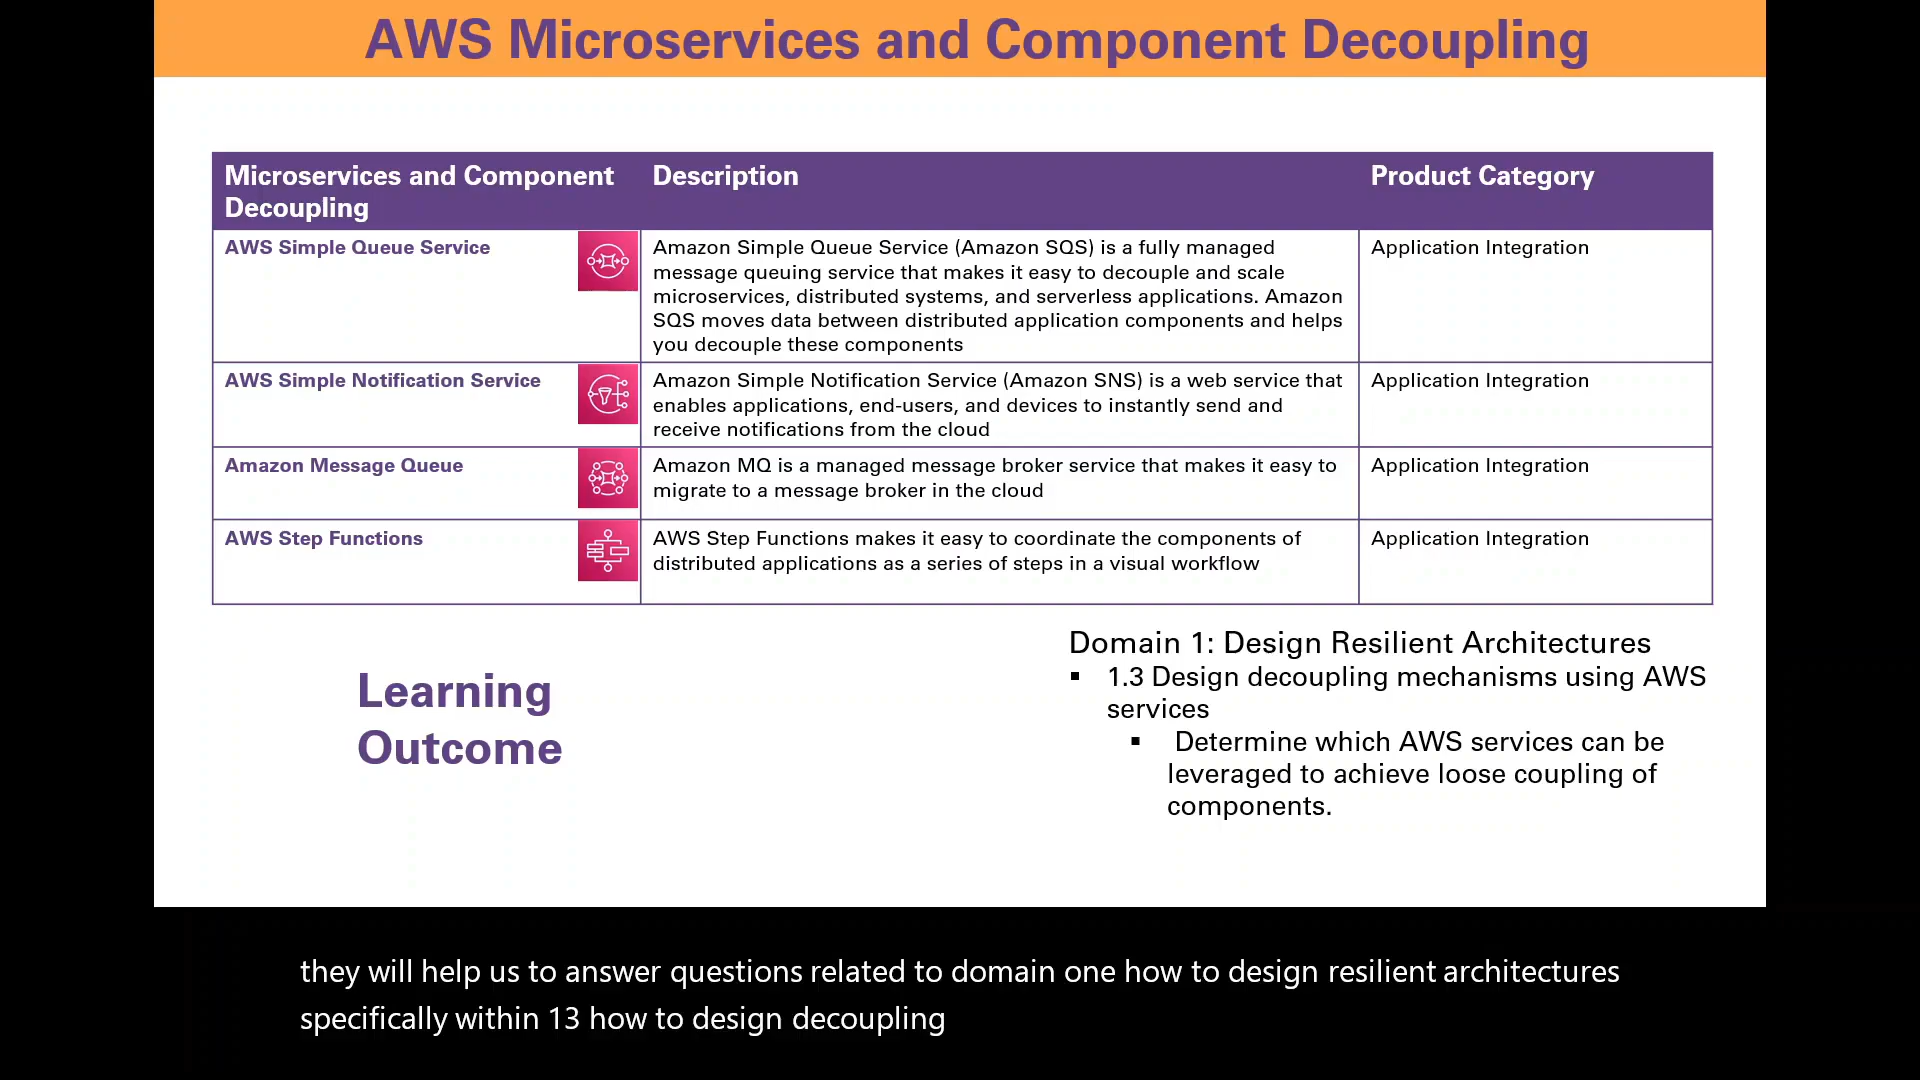 AWS Microservices and Component Decoupling
Microservices and Component
Decoupling
Description
Product Category
AWS Simple Queue Service
Amazon Simple Queue Service (Amazon SQS) is a fully managed
message queuing service that makes it easy to decouple and scale
microservices, distributed systems, and serverless applications. Amazon
SQS moves data between distributed application components and helps
you decouple these components
Application Integration
AWS Simple Notification Service
Amazon Simple Notification Service (Amazon SNS) is a web service that
enables applications, end-users, and devices to instantly send and
receive notifications from the cloud
Application Integration
Amazon Message Queue
Amazon MQ is a managed message broker service that makes it easy to
migrate to a message broker in the cloud
Application Integration
AWS Step Functions
AWS Step Functions makes it easy to coordinate the components of
distributed applications as a series of steps in a visual workflow
Application Integration
Learning
Outcome
Domain 1: Design Resilient Architectures
▪ 1.3 Design decoupling mechanisms using AWS
services
▪ Determine which AWS services can be
leveraged to achieve loose coupling of
components.
they will help us to answer questions related to domain one how to design resilient architectures
specifically within 13 how to design decoupling